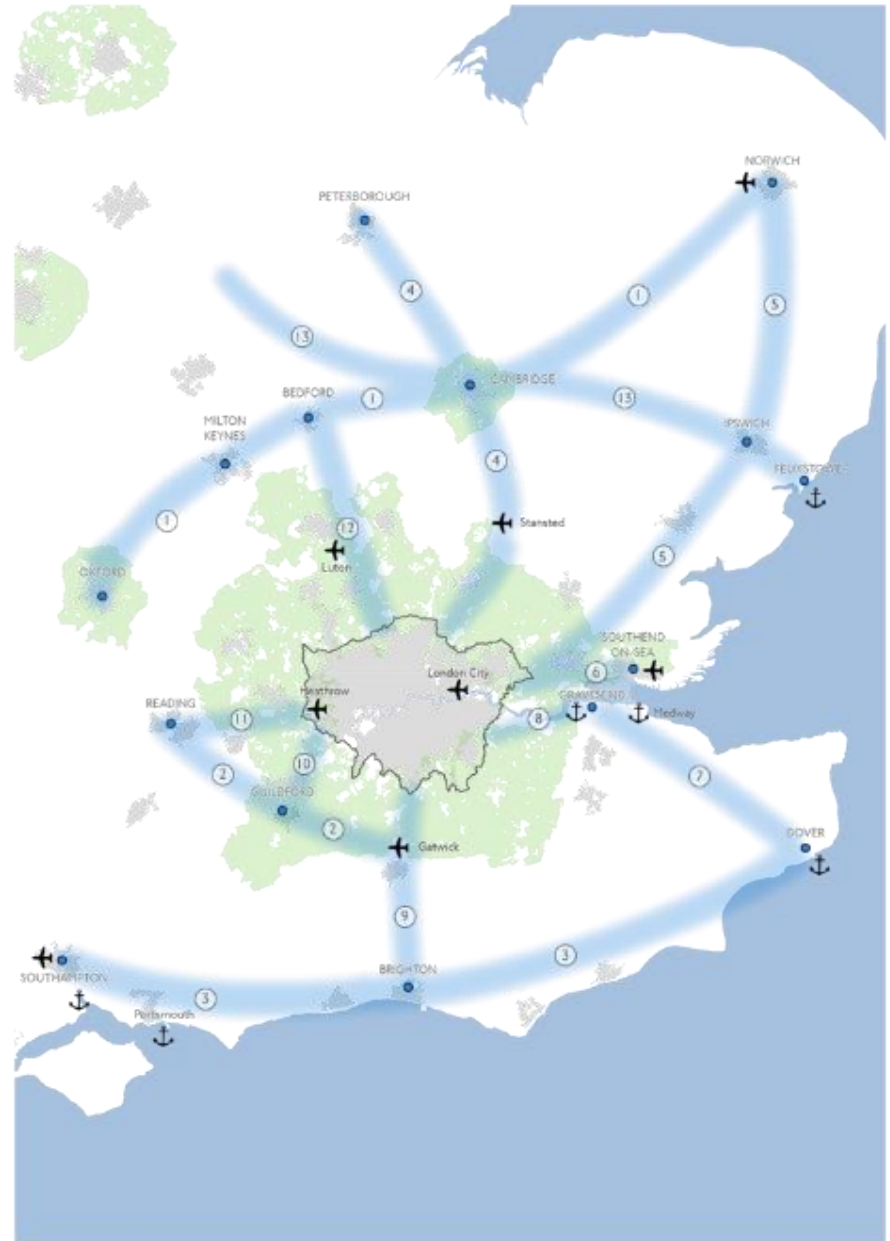 NORWICH
PETERBOROUGH
4
1
5
13
CAMBRIDGE
BEDFORD
1
13
MILTON
KEYNES
IPSWICH
4
FELIXSTOWE
1
12
Stansted
5
Luton
OXFORD
SOUTHEND
ON-SEA
6
London City
Heathrow
GRAVESEND
READING
11
8
Medway
10
2
7
GUILDFORD
2
Gatwick
DOVER
9
3
SOUTHAMPTON
BRIGHTON
3
Portsmouth